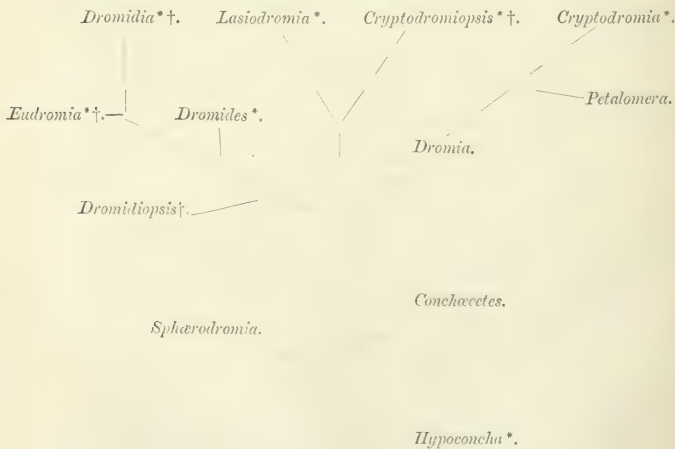 Dromidia*†. Lasiodromia*. Cryptodromiopsis*†. Cryptodromia*.
Petalomera.
Eudromia*†. Dromides*.
Dromia.
Dromidiopsis†.
Conchœcetes.
Sphærodromia.
Hypoconcha*.